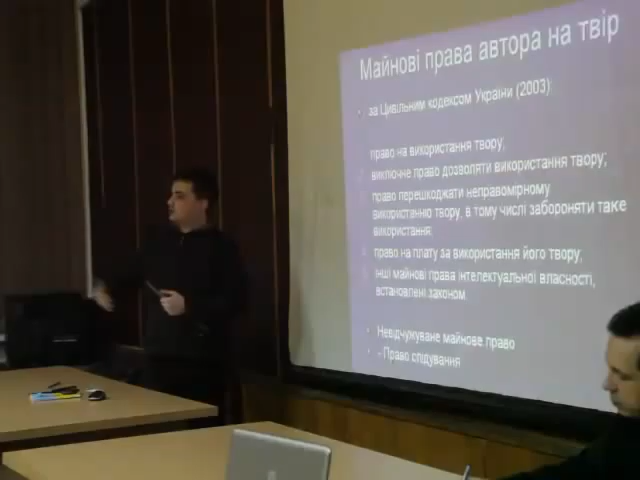 Майнові права автора на твір
за Цивільним кодексом України (2003):
право на використання твору;
виключне право дозволяти використання твору;
право перешкоджати неправомірному
використанню твору, в тому числі забороняти таке
використання;
право на плату за використання його твору;
інші майнові права інтелектуальної власності,
встановлені законом.
Невідчужуване майнове право
- Право слідування